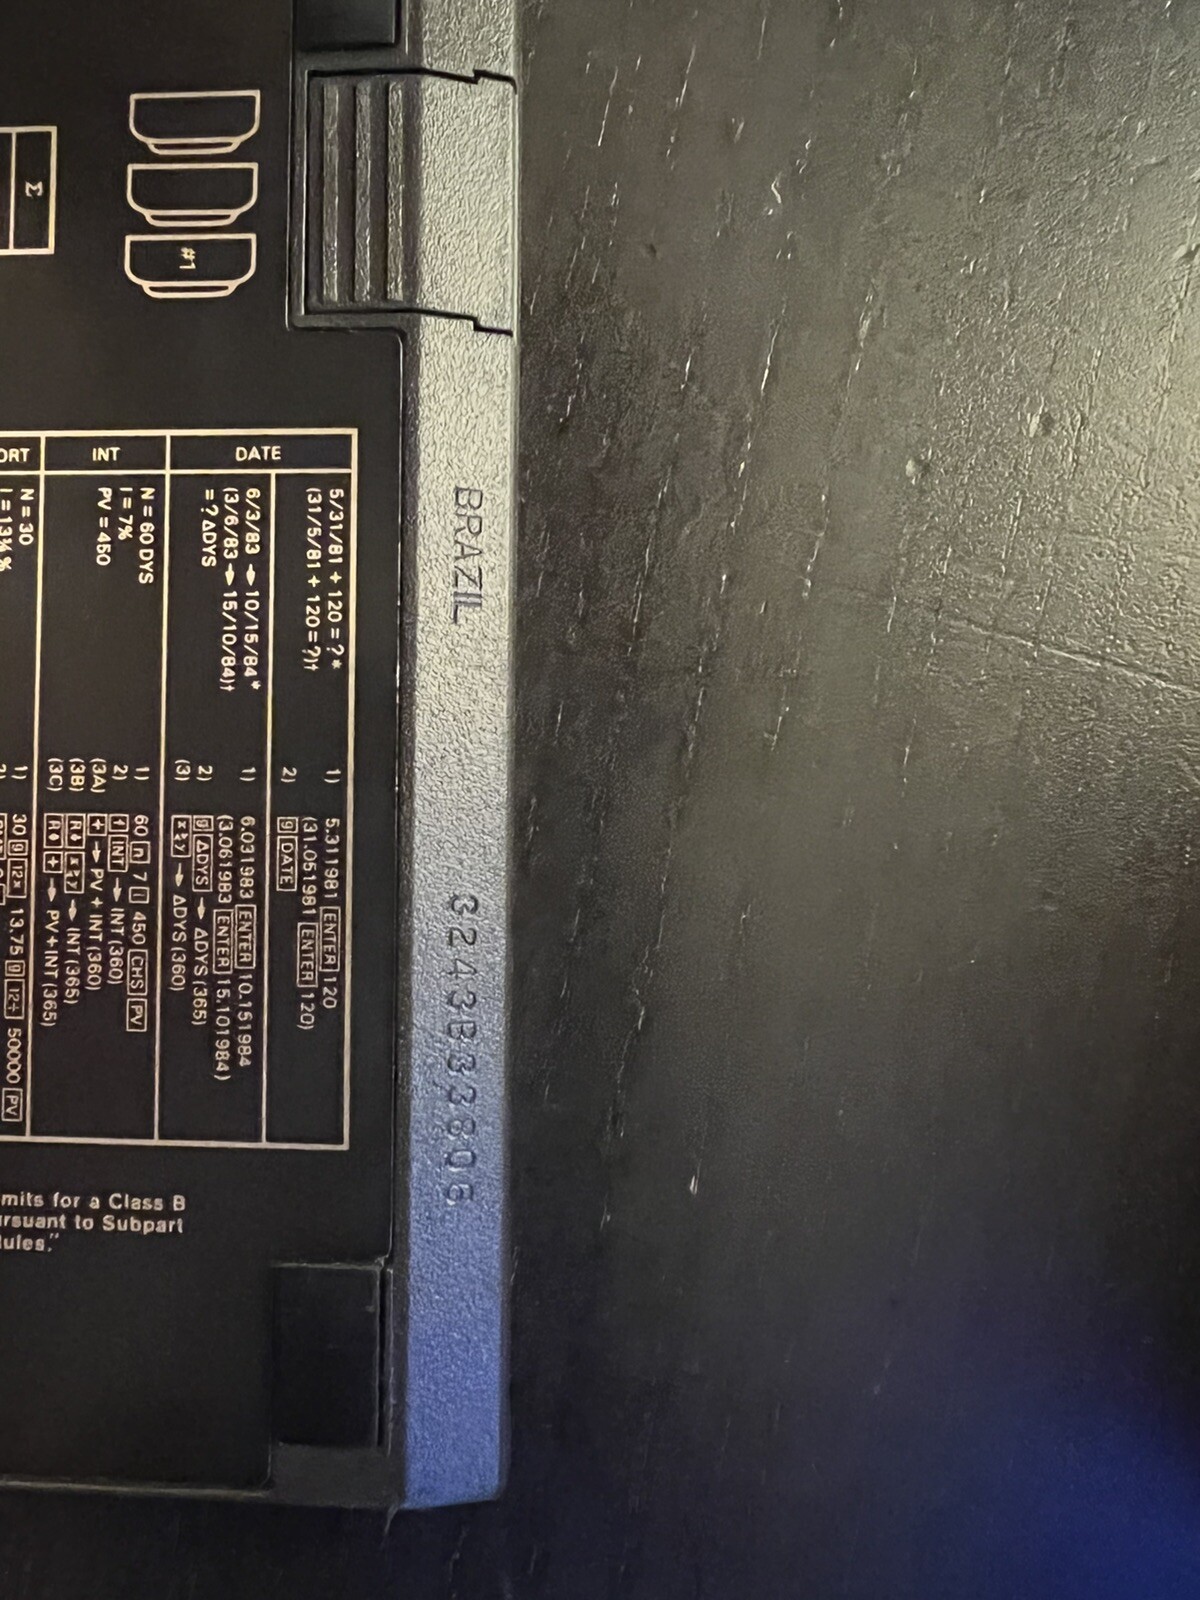 BRAZIL 3243B33806
#1
Σ
DATE
5/31/81 + 120 = ?* 1) 5.311981 ENTER 120
(31/5/81 + 120 = ?)† (31.051981 ENTER 120)
2) g DATE
6/3/83 → 10/15/84* 1) 6.031983 ENTER 10.151984
(3/6/83 → 15/10/84)† (3.061983 ENTER 15.101984)
= ? ΔDYS 2) g ΔDYS → ΔDYS (365)
(3) x≷y → ΔDYS (360)
INT
N = 60 DYS 1) 60 n 7 i 450 CHS PV
I = 7% 2) f INT → INT (360)
PV = 450 (3A) + → PV + INT (360)
(3B) R↓ x≷y → INT (365)
(3C) R↓ + → PV+INT (365)
ORT
N = 30 1) 30 g 12× 13.75 g 12÷ 50000 PV
I = 13¾ %
mits for a Class B
ursuant to Subpart
ules."